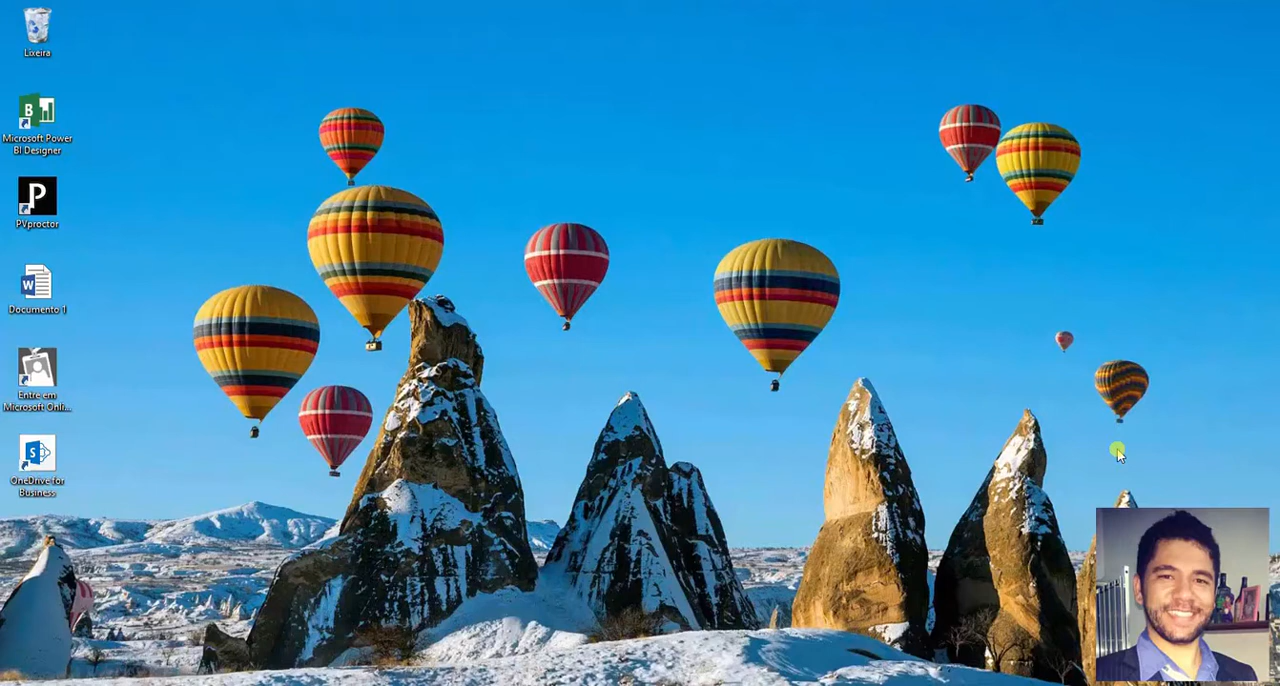 Lixeira
Microsoft Power
BI Designer
PVproctor
Documento 1
Entre em
Microsoft Onli...
OneDrive for
Business